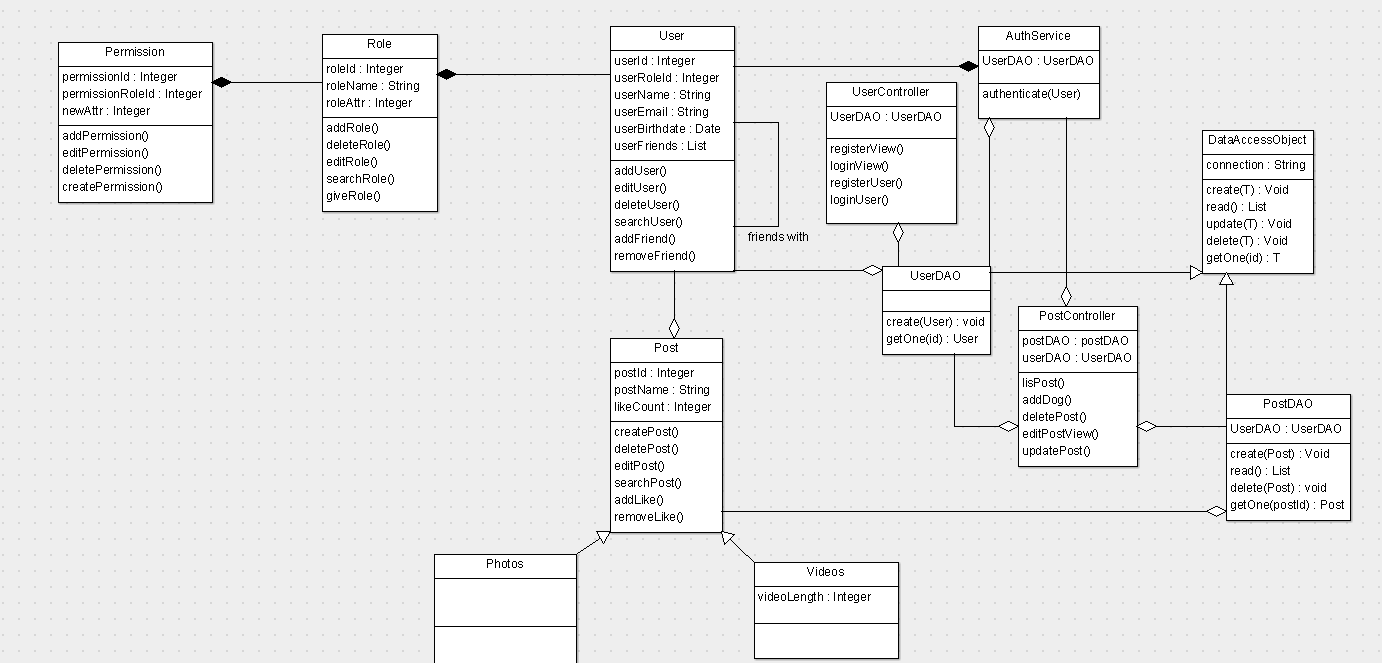 Permission
permissionId : Integer
permissionRoleId : Integer
newAttr : Integer
addPermission()
editPermission()
deletePermission()
createPermission()
Role
roleId : Integer
roleName : String
roleAttr : Integer
addRole()
deleteRole()
editRole()
searchRole()
giveRole()
User
userId : Integer
userRoleId : Integer
userName : String
userEmail : String
userBirthdate : Date
userFriends : List
addUser()
editUser()
deleteUser()
searchUser()
addFriend()
removeFriend()
friends with
UserController
UserDAO : UserDAO
registerView()
loginView()
registerUser()
loginUser()
AuthService
UserDAO : UserDAO
authenticate(User)
DataAccessObject
connection : String
create(T) : Void
read() : List
update(T) : Void
delete(T) : Void
getOne(id) : T
UserDAO
create(User) : void
getOne(id) : User
PostController
postDAO : postDAO
userDAO : UserDAO
lisPost()
addDog()
deletePost()
editPostView()
updatePost()
PostDAO
UserDAO : UserDAO
create(Post) : Void
read() : List
delete(Post) : void
getOne(postId) : Post
Post
postId : Integer
postName : String
likeCount : Integer
createPost()
deletePost()
editPost()
searchPost()
addLike()
removeLike()
Photos
Videos
videoLength : Integer